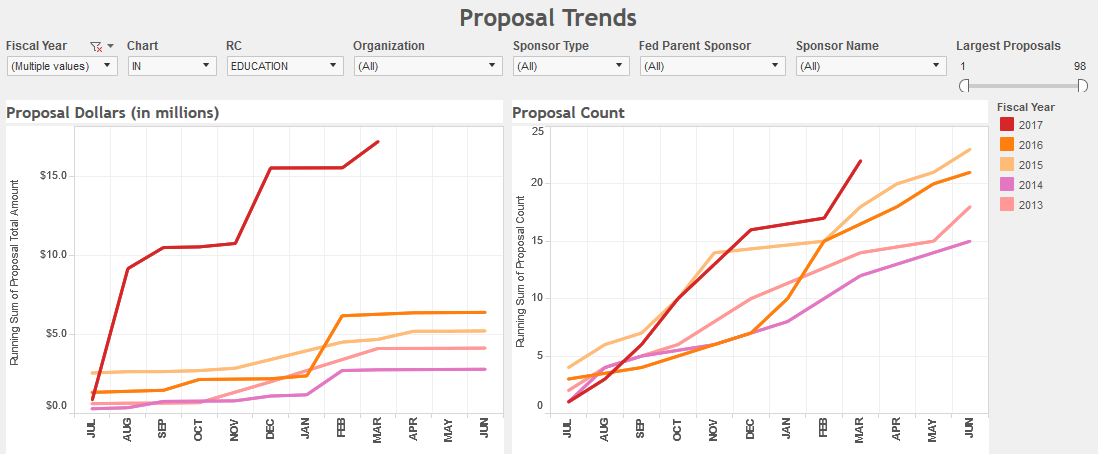 Proposal Trends
Fiscal Year Chart RC Organization Sponsor Type Fed Parent Sponsor Sponsor Name Largest Proposals
(Multiple values) IN EDUCATION (All) (All) (All) (All) 1 98
Proposal Dollars (in millions)
Running Sum of Proposal Total Amount
$15.0
$10.0
$5.0
$0.0
JUL AUG SEP OCT NOV DEC JAN FEB MAR APR MAY JUN
Proposal Count
Running Sum of Proposal Count
25
20
15
10
5
0
JUL AUG SEP OCT NOV DEC JAN FEB MAR APR MAY JUN
Fiscal Year
2017
2016
2015
2014
2013